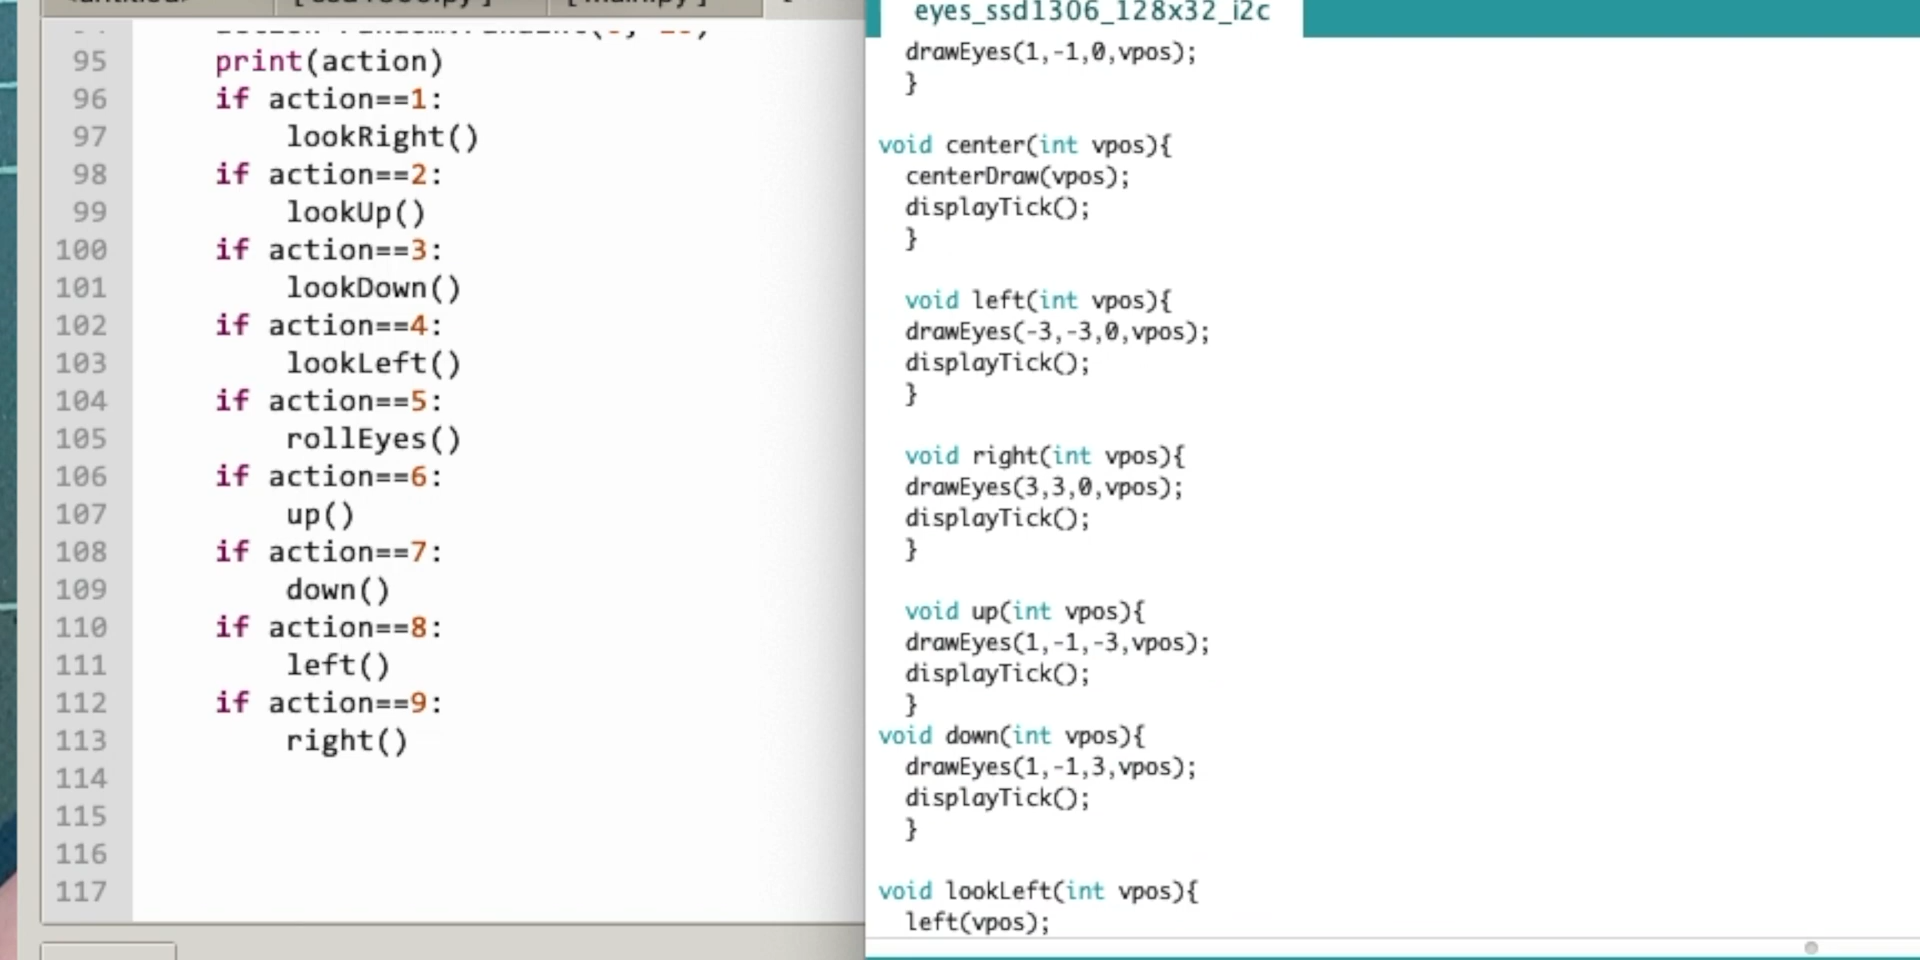 [main.py]
95 print(action)
96 if action==1:
97 lookRight()
98 if action==2:
99 lookUp()
100 if action==3:
101 lookDown()
102 if action==4:
103 lookLeft()
104 if action==5:
105 rollEyes()
106 if action==6:
107 up()
108 if action==7:
109 down()
110 if action==8:
111 left()
112 if action==9:
113 right()
114
115
116
117
eyes_ssd1306_128x32_i2c
drawEyes(1,-1,0,vpos);
}
void center(int vpos){
centerDraw(vpos);
displayTick();
}
void left(int vpos){
drawEyes(-3,-3,0,vpos);
displayTick();
}
void right(int vpos){
drawEyes(3,3,0,vpos);
displayTick();
}
void up(int vpos){
drawEyes(1,-1,-3,vpos);
displayTick();
}
void down(int vpos){
drawEyes(1,-1,3,vpos);
displayTick();
}
void lookLeft(int vpos){
left(vpos);